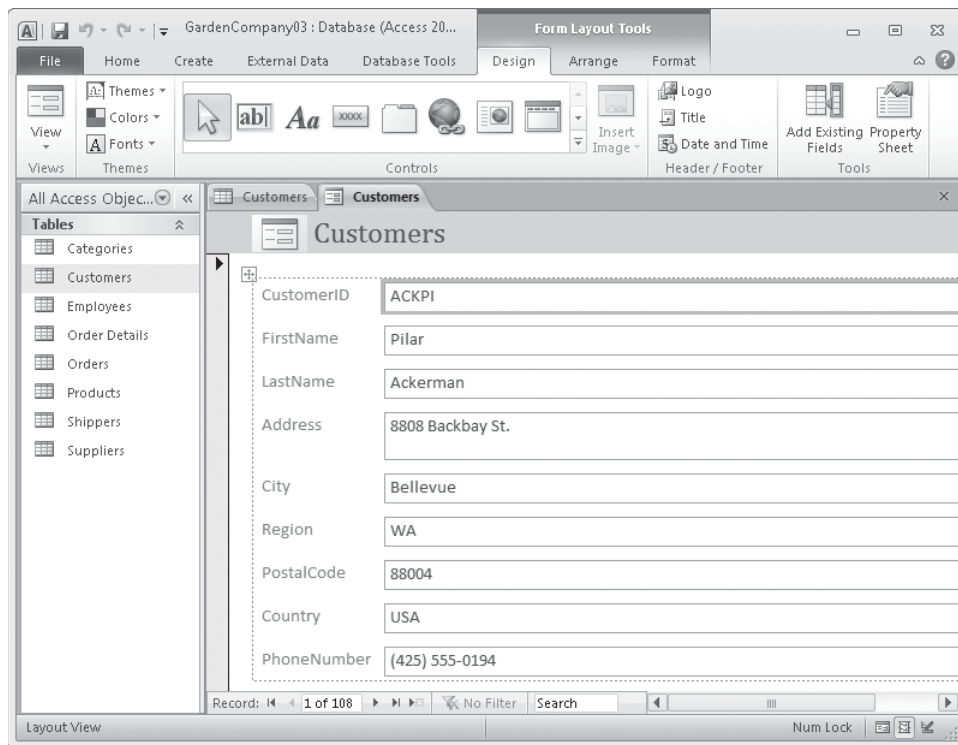 GardenCompany03 : Database (Access 20...
Form Layout Tools
File Home Create External Data Database Tools Design Arrange Format
View
Views
Themes
Colors
Fonts
Themes
ab|
Aa
XXXX
Controls
Insert Image
Logo
Title
Date and Time
Header / Footer
Add Existing Fields
Property Sheet
Tools
All Access Objec...
Tables
Categories
Customers
Employees
Order Details
Orders
Products
Shippers
Suppliers
Customers
Customers
Customers
CustomerID ACKPI
FirstName Pilar
LastName Ackerman
Address 8808 Backbay St.
City Bellevue
Region WA
PostalCode 88004
Country USA
PhoneNumber (425) 555-0194
Record: 1 of 108 No Filter Search
Layout View
Num Lock